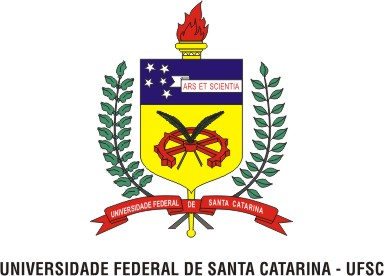 ARS ET SCIENTIA
UNIVERSIDADE FEDERAL DE SANTA CATARINA
UNIVERSIDADE FEDERAL DE SANTA CATARINA - UFSC